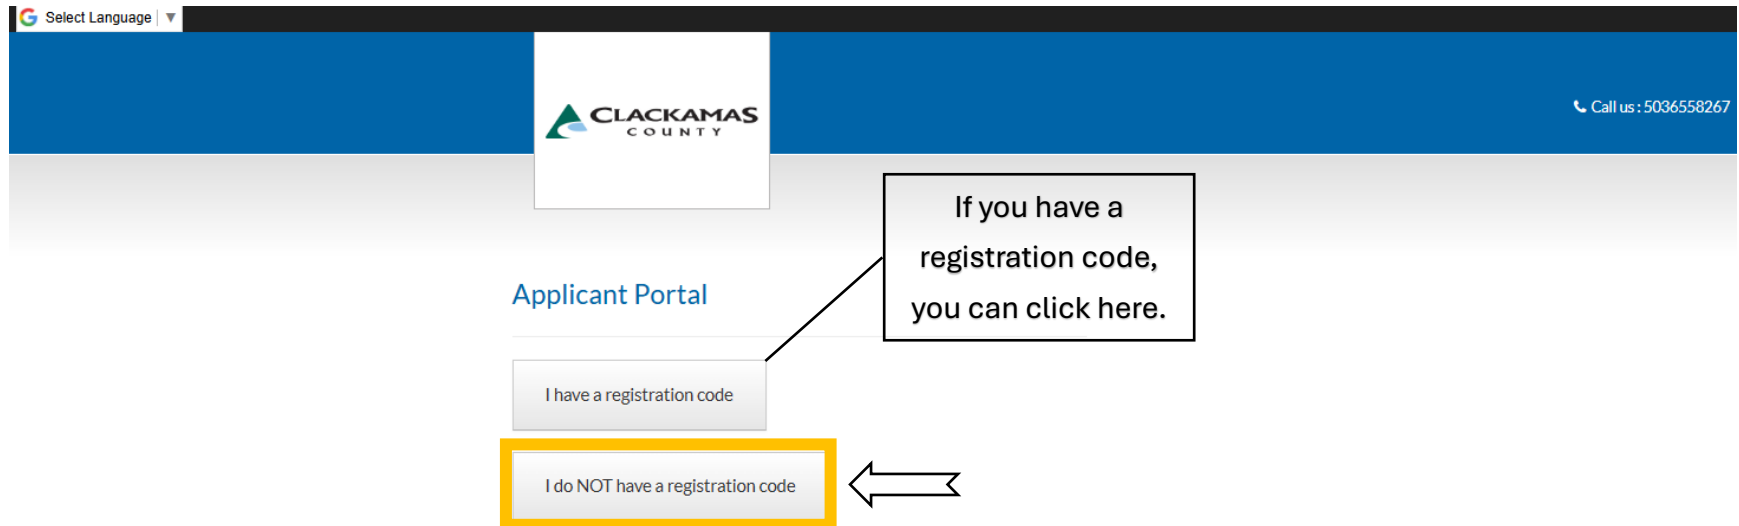 Select Language ▼
CLACKAMAS
COUNTY
Call us : 5036558267
If you have a
registration code,
you can click here.
Applicant Portal
I have a registration code
I do NOT have a registration code